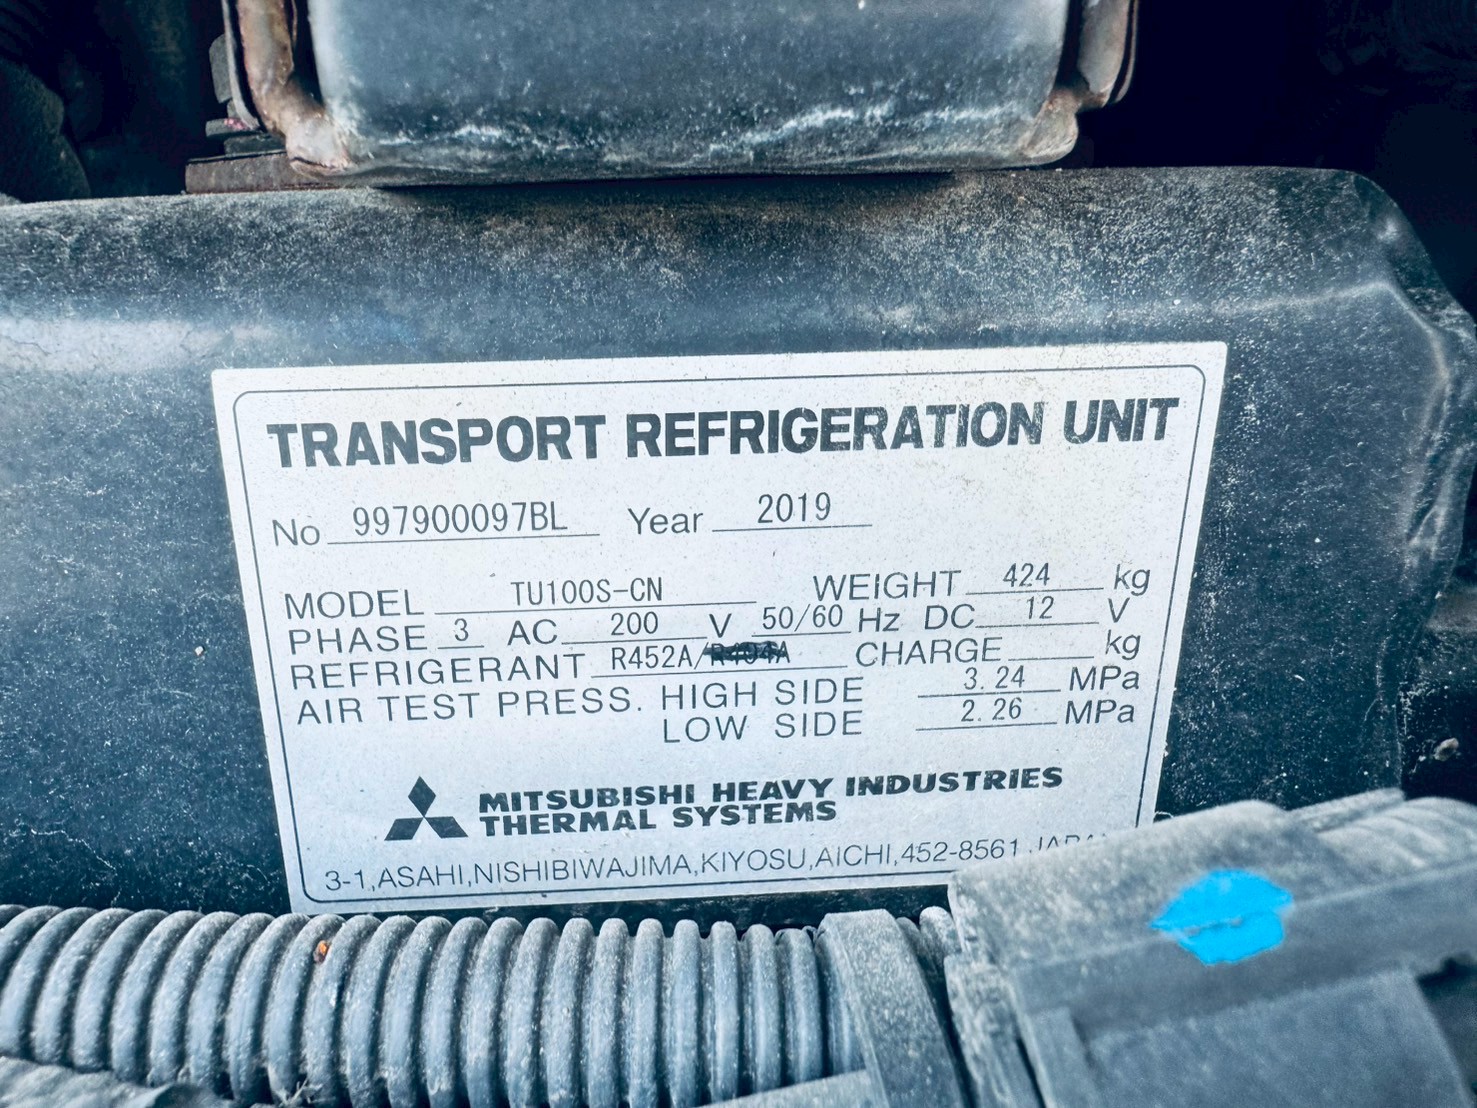 TRANSPORT REFRIGERATION UNIT
No 997900097BL Year 2019
MODEL TU100S-CN WEIGHT 424 kg
PHASE 3 AC 200 V 50/60 Hz DC 12 V
REFRIGERANT R452A/R404A CHARGE kg
AIR TEST PRESS. HIGH SIDE 3.24 MPa
LOW SIDE 2.26 MPa
MITSUBISHI HEAVY INDUSTRIES
THERMAL SYSTEMS
3-1,ASAHI,NISHIBIWAJIMA,KIYOSU,AICHI,452-8561,JAPAN